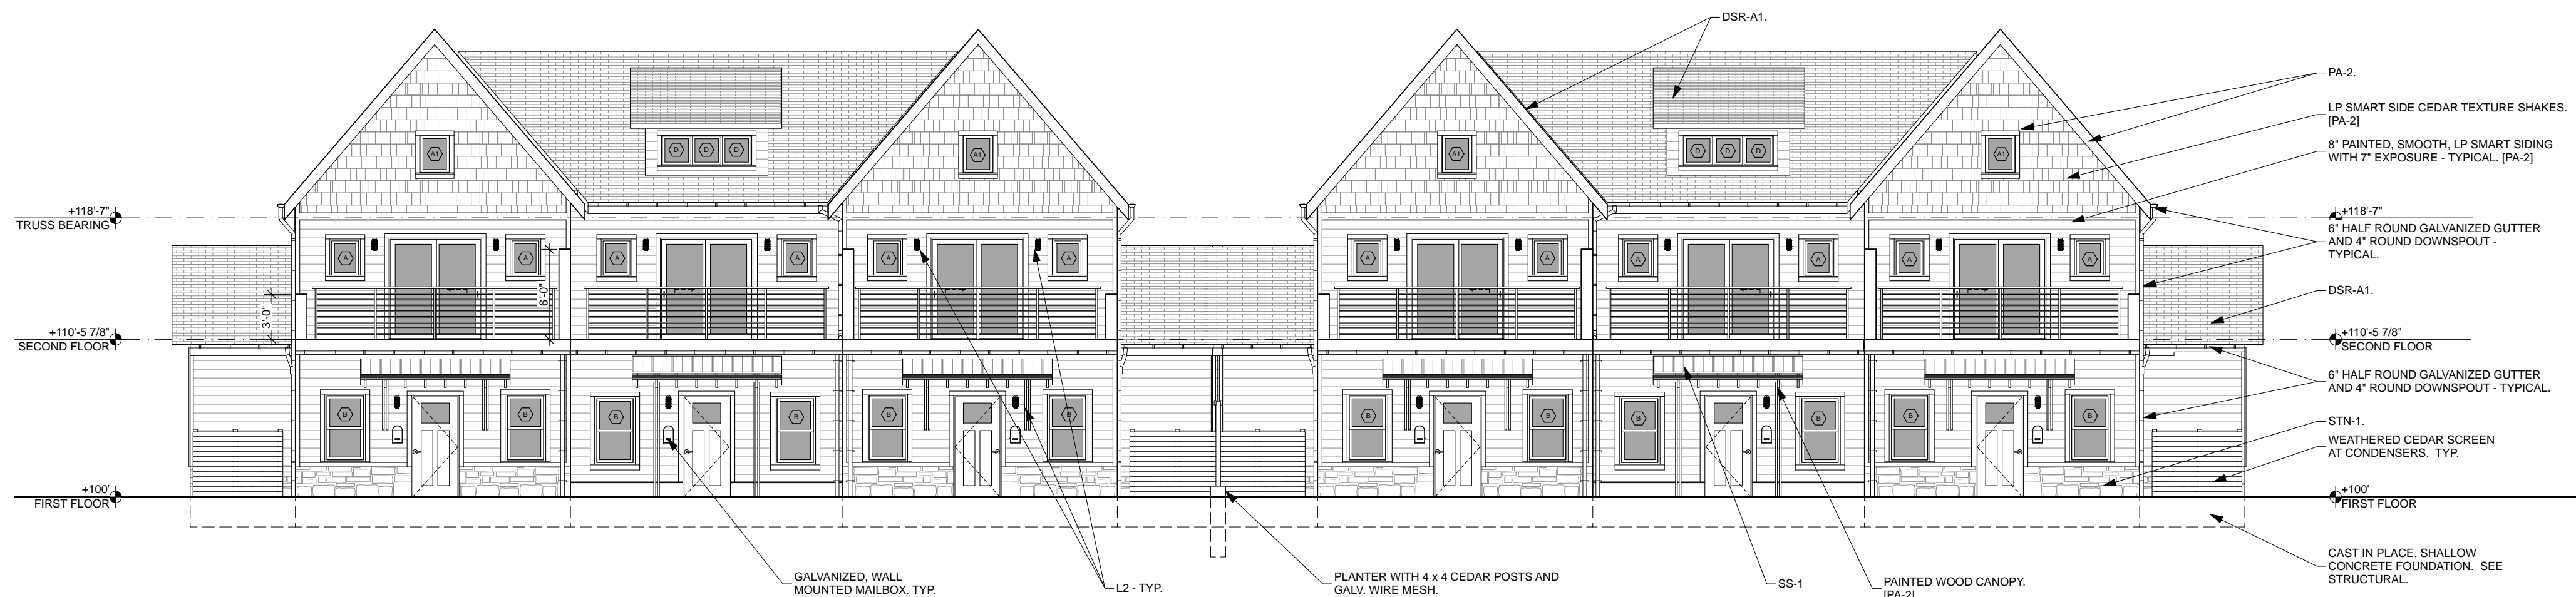 DSR-A1.
PA-2.
LP SMART SIDE CEDAR TEXTURE SHAKES.
[PA-2]
8" PAINTED, SMOOTH, LP SMART SIDING
WITH 7" EXPOSURE - TYPICAL. [PA-2]
A1
D D D
A1
A1
D D D
A1
+118'-7"
TRUSS BEARING
+118'-7"
6" HALF ROUND GALVANIZED GUTTER
AND 4" ROUND DOWNSPOUT -
TYPICAL.
A A A A A A
A A A A A A
3'-0"
6'-0"
DSR-A1.
+110'-5 7/8"
SECOND FLOOR
+110'-5 7/8"
SECOND FLOOR
6" HALF ROUND GALVANIZED GUTTER
AND 4" ROUND DOWNSPOUT - TYPICAL.
B B B B B B
B B B B B B
STN-1.
WEATHERED CEDAR SCREEN
AT CONDENSERS. TYP.
+100'
FIRST FLOOR
+100'
FIRST FLOOR
GALVANIZED, WALL
MOUNTED MAILBOX. TYP.
L2 - TYP.
PLANTER WITH 4 x 4 CEDAR POSTS AND
GALV. WIRE MESH.
SS-1
PAINTED WOOD CANOPY.
[PA-2]
CAST IN PLACE, SHALLOW
CONCRETE FOUNDATION. SEE
STRUCTURAL.